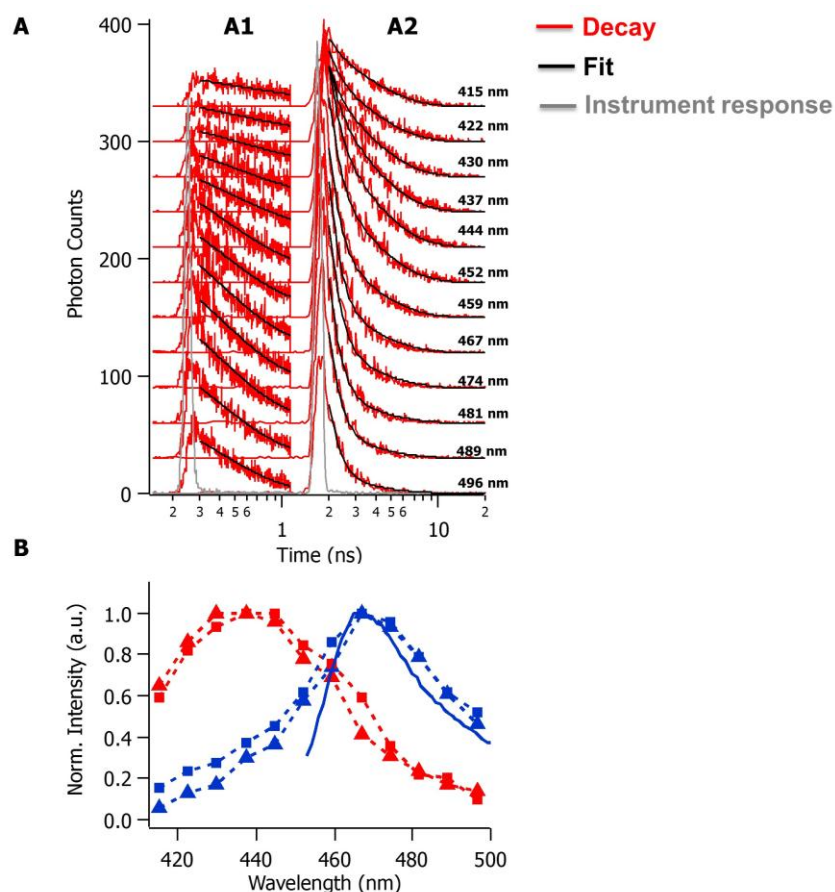 A
A1
A2
Decay
Fit
Instrument response
400
300
200
100
0
Photon Counts
415 nm
422 nm
430 nm
437 nm
444 nm
452 nm
459 nm
467 nm
474 nm
481 nm
489 nm
496 nm
2 3 4 5 6 1 2 3 4 5 6 10 2
Time (ns)
B
1.0
0.8
0.6
0.4
0.2
0.0
Norm. Intensity (a.u.)
420 440 460 480 500
Wavelength (nm)